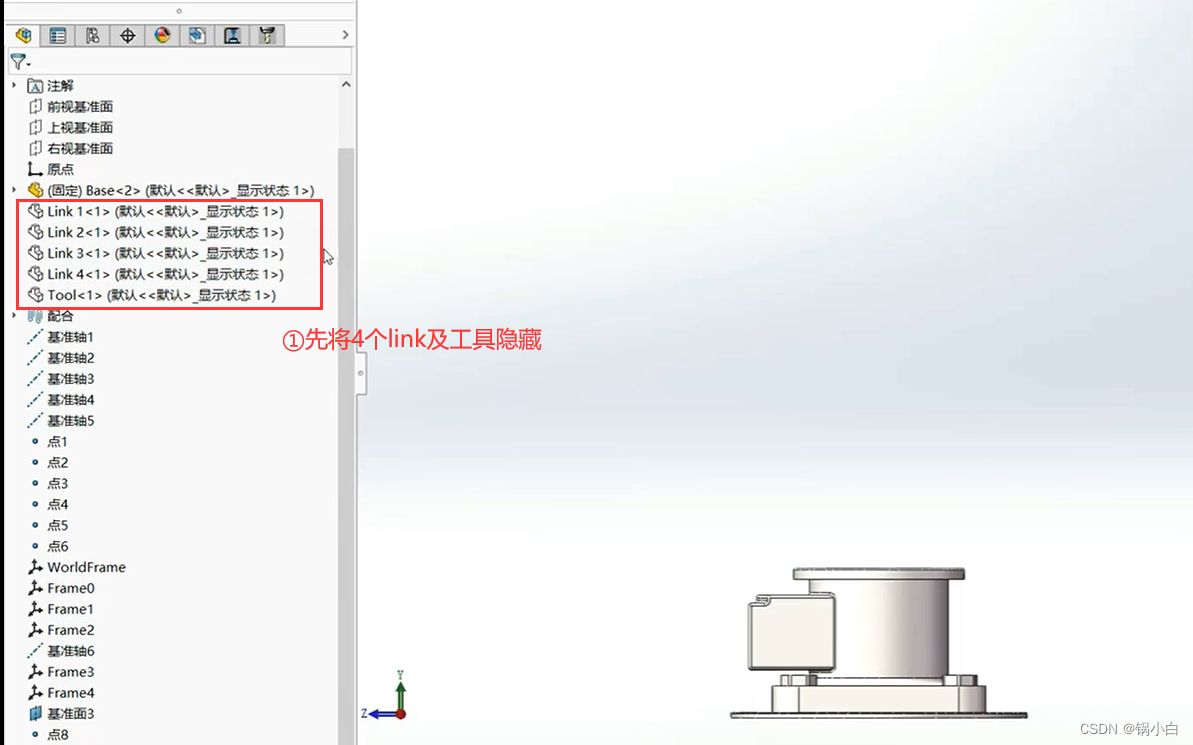 注解
前视基准面
上视基准面
右视基准面
原点
(固定) Base<2> (默认<<默认>_显示状态 1>)
Link 1<1> (默认<<默认>_显示状态 1>)
Link 2<1> (默认<<默认>_显示状态 1>)
Link 3<1> (默认<<默认>_显示状态 1>)
Link 4<1> (默认<<默认>_显示状态 1>)
Tool<1> (默认<<默认>_显示状态 1>)
配合
①先将4个link及工具隐藏
基准轴1
基准轴2
基准轴3
基准轴4
基准轴5
点1
点2
点3
点4
点5
点6
WorldFrame
Frame0
Frame1
Frame2
基准轴6
Frame3
Frame4
基准面3
点8
Y
Z
CSDN @锅小白